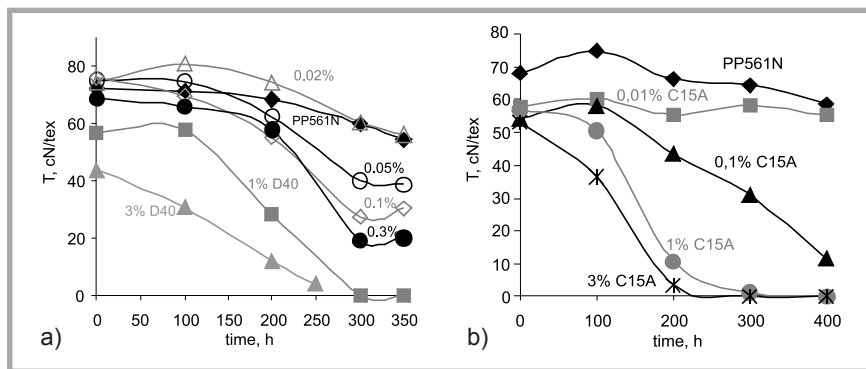 T, cN/tex
80
60
40
20
0
0 50 100 150 200 250 300 350
time, h
a)
0.02%
PP561N
0.05%
1% D40
0.1%
3% D40
0.3%
T, cN/tex
80
70
60
50
40
30
20
10
0
0 100 200 300 400
time, h
b)
PP561N
0,01% C15A
0,1% C15A
1% C15A
3% C15A